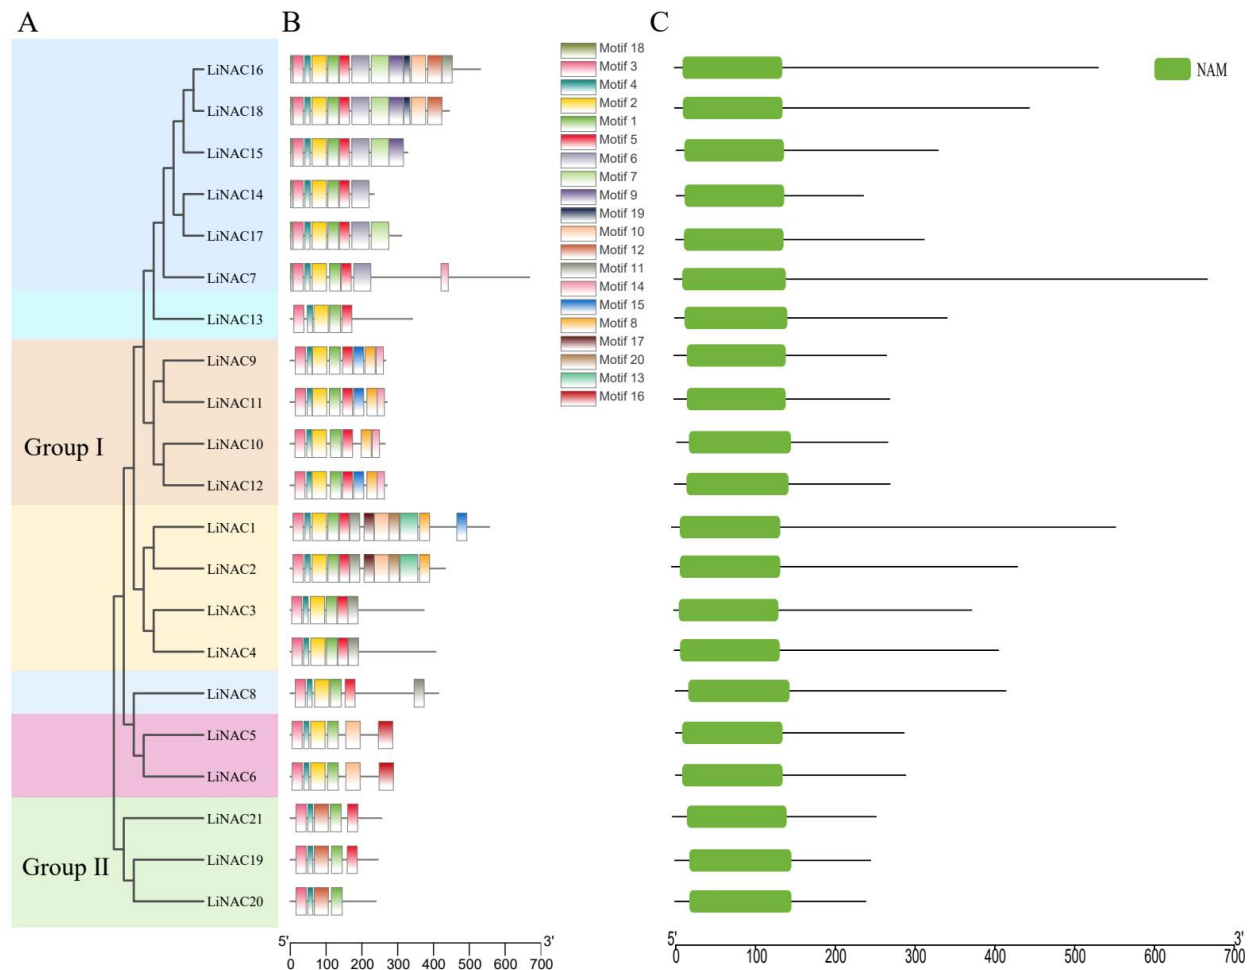 A
B
C
LiNAC16
LiNAC18
LiNAC15
LiNAC14
LiNAC17
LiNAC7
LiNAC13
LiNAC9
LiNAC11
LiNAC10
LiNAC12
LiNAC1
LiNAC2
LiNAC3
LiNAC4
LiNAC8
LiNAC5
LiNAC6
LiNAC21
LiNAC19
LiNAC20
Group I
Group II
Motif 18
Motif 3
Motif 4
Motif 2
Motif 1
Motif 5
Motif 6
Motif 7
Motif 9
Motif 19
Motif 10
Motif 12
Motif 11
Motif 14
Motif 15
Motif 8
Motif 17
Motif 20
Motif 13
Motif 16
NAM
5' 3'
0 100 200 300 400 500 600 700
5' 3'
0 100 200 300 400 500 600 700